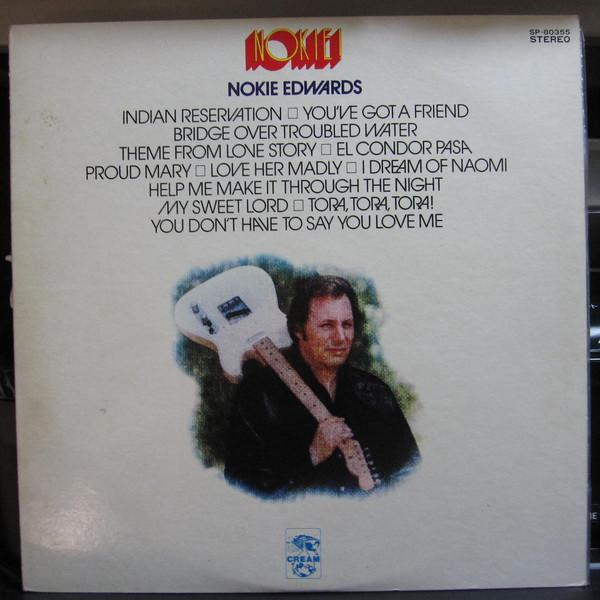 NOKIE!
SP-80355
STEREO
NOKIE EDWARDS
INDIAN RESERVATION □ YOU'VE GOT A FRIEND
BRIDGE OVER TROUBLED WATER
THEME FROM LOVE STORY □ EL CONDOR PASA
PROUD MARY □ LOVE HER MADLY □ I DREAM OF NAOMI
HELP ME MAKE IT THROUGH THE NIGHT
MY SWEET LORD □ TORA, TORA, TORA!
YOU DON'T HAVE TO SAY YOU LOVE ME
CREAM